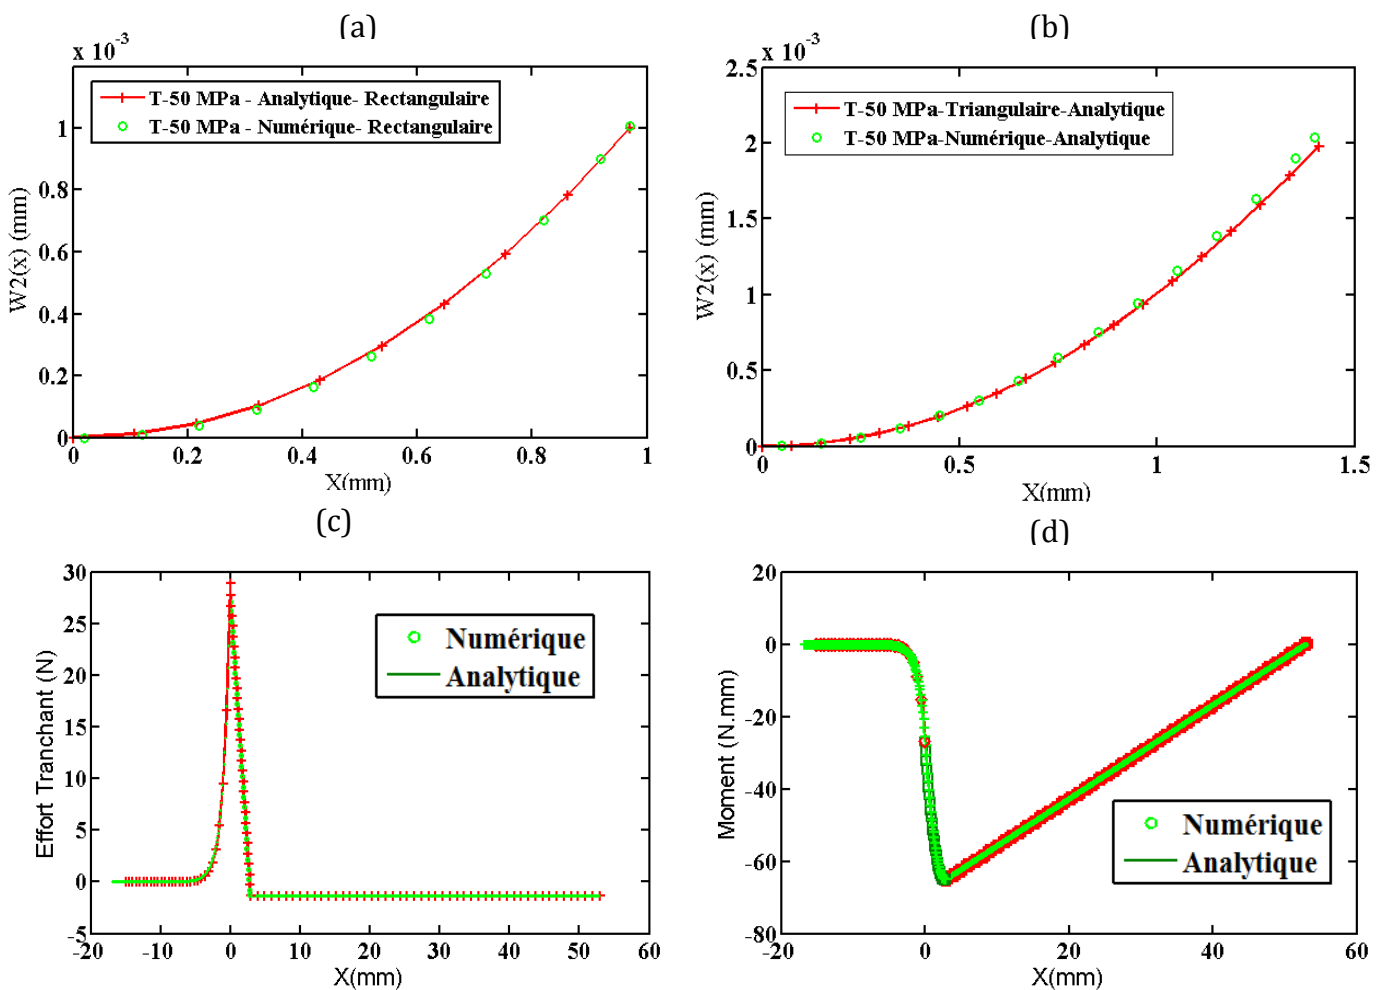 (a)
x 10⁻³
T-50 MPa - Analytique- Rectangulaire
T-50 MPa - Numérique- Rectangulaire
1
0.8
0.6
0.4
0.2
0
W2(x) (mm)
0 0.2 0.4 0.6 0.8 1
X(mm)
(b)
x 10⁻³
2.5
T-50 MPa-Triangulaire-Analytique
T-50 MPa-Numérique-Analytique
2
1.5
1
0.5
0
W2(x) (mm)
0 0.5 1 1.5
X(mm)
(c)
30
25
20
15
10
5
0
-5
Effort Tranchant (N)
Numérique
Analytique
-20 -10 0 10 20 30 40 50 60
X(mm)
(d)
20
0
-20
-40
-60
-80
Moment (N.mm)
Numérique
Analytique
-20 0 20 40 60
X(mm)